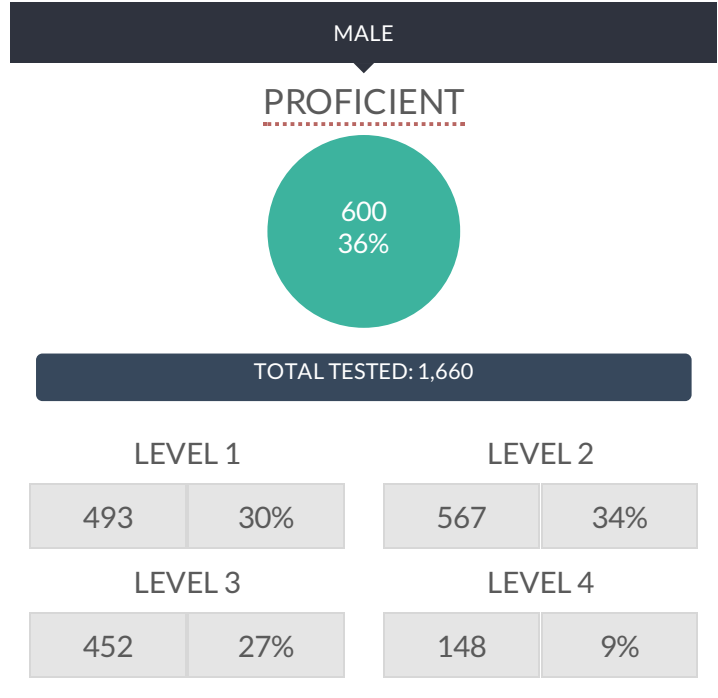 MALE
PROFICIENT
600
36%
TOTAL TESTED: 1,660
LEVEL 1
493 30%
LEVEL 2
567 34%
LEVEL 3
452 27%
LEVEL 4
148 9%